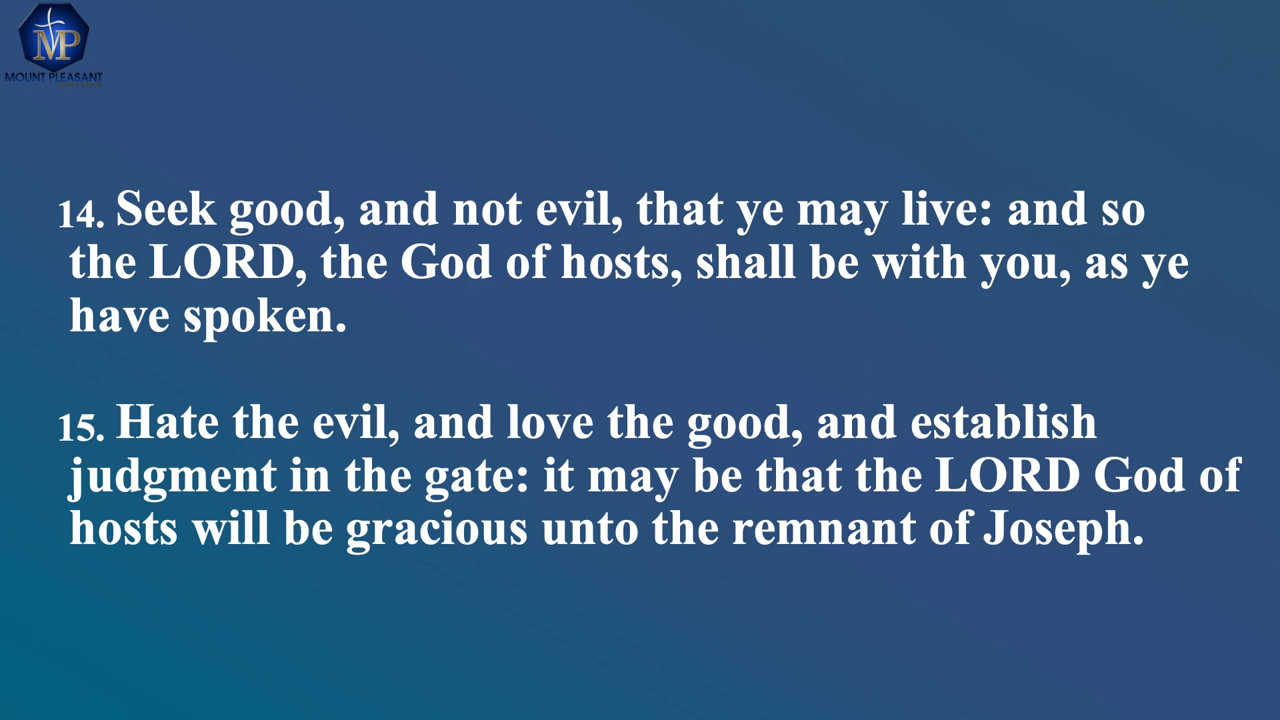 MP
MOUNT PLEASANT
14. Seek good, and not evil, that ye may live: and so
the LORD, the God of hosts, shall be with you, as ye
have spoken.
15. Hate the evil, and love the good, and establish
judgment in the gate: it may be that the LORD God of
hosts will be gracious unto the remnant of Joseph.